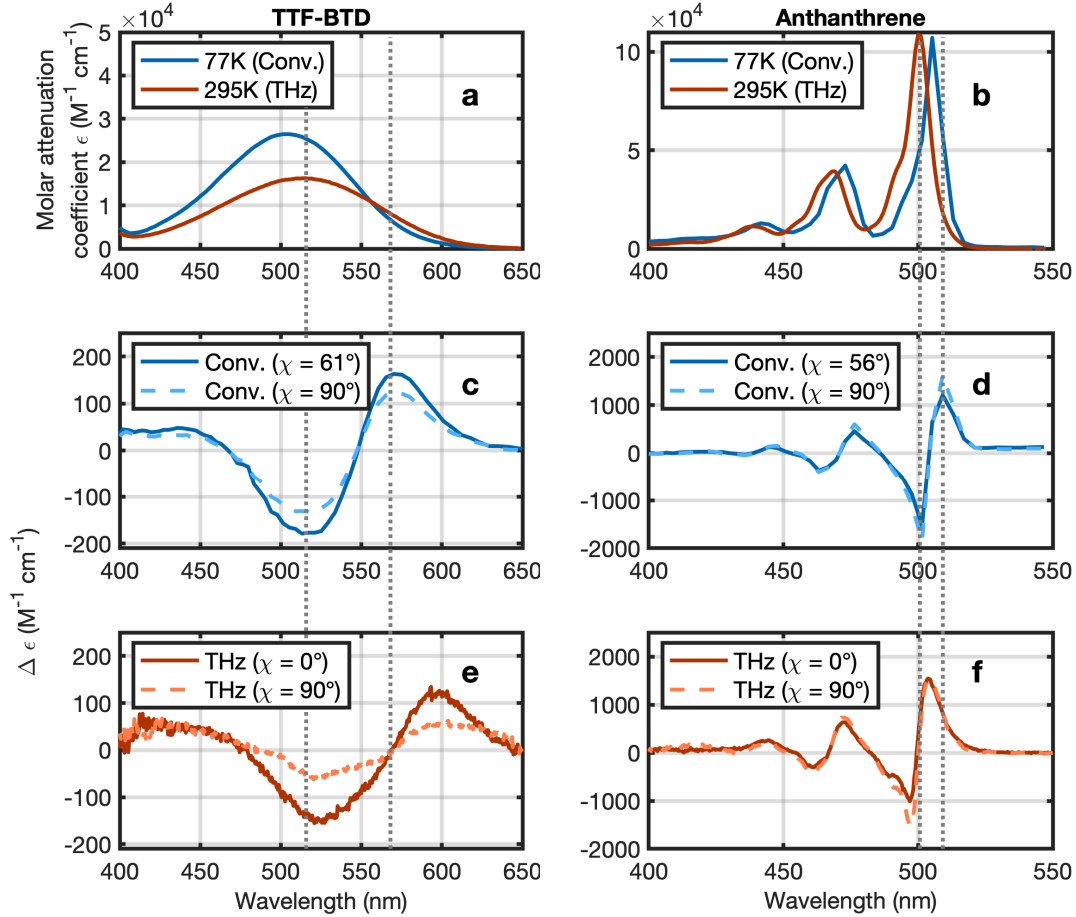 TTF-BTD
Anthanthrene
×10⁴
5
4
3
2
1
0
Molar attenuation
coefficient ϵ (M⁻¹ cm⁻¹)
77K (Conv.)
295K (THz)
a
400
450
500
550
600
650
×10⁴
10
5
0
77K (Conv.)
295K (THz)
b
400
450
500
550
200
100
0
-100
-200
Conv. (χ = 61°)
Conv. (χ = 90°)
c
400
450
500
550
600
650
2000
1000
0
-1000
-2000
Conv. (χ = 56°)
Conv. (χ = 90°)
d
400
450
500
550
Δ ϵ (M⁻¹ cm⁻¹)
200
100
0
-100
-200
THz (χ = 0°)
THz (χ = 90°)
e
400
450
500
550
600
650
Wavelength (nm)
2000
1000
0
-1000
-2000
THz (χ = 0°)
THz (χ = 90°)
f
400
450
500
550
Wavelength (nm)